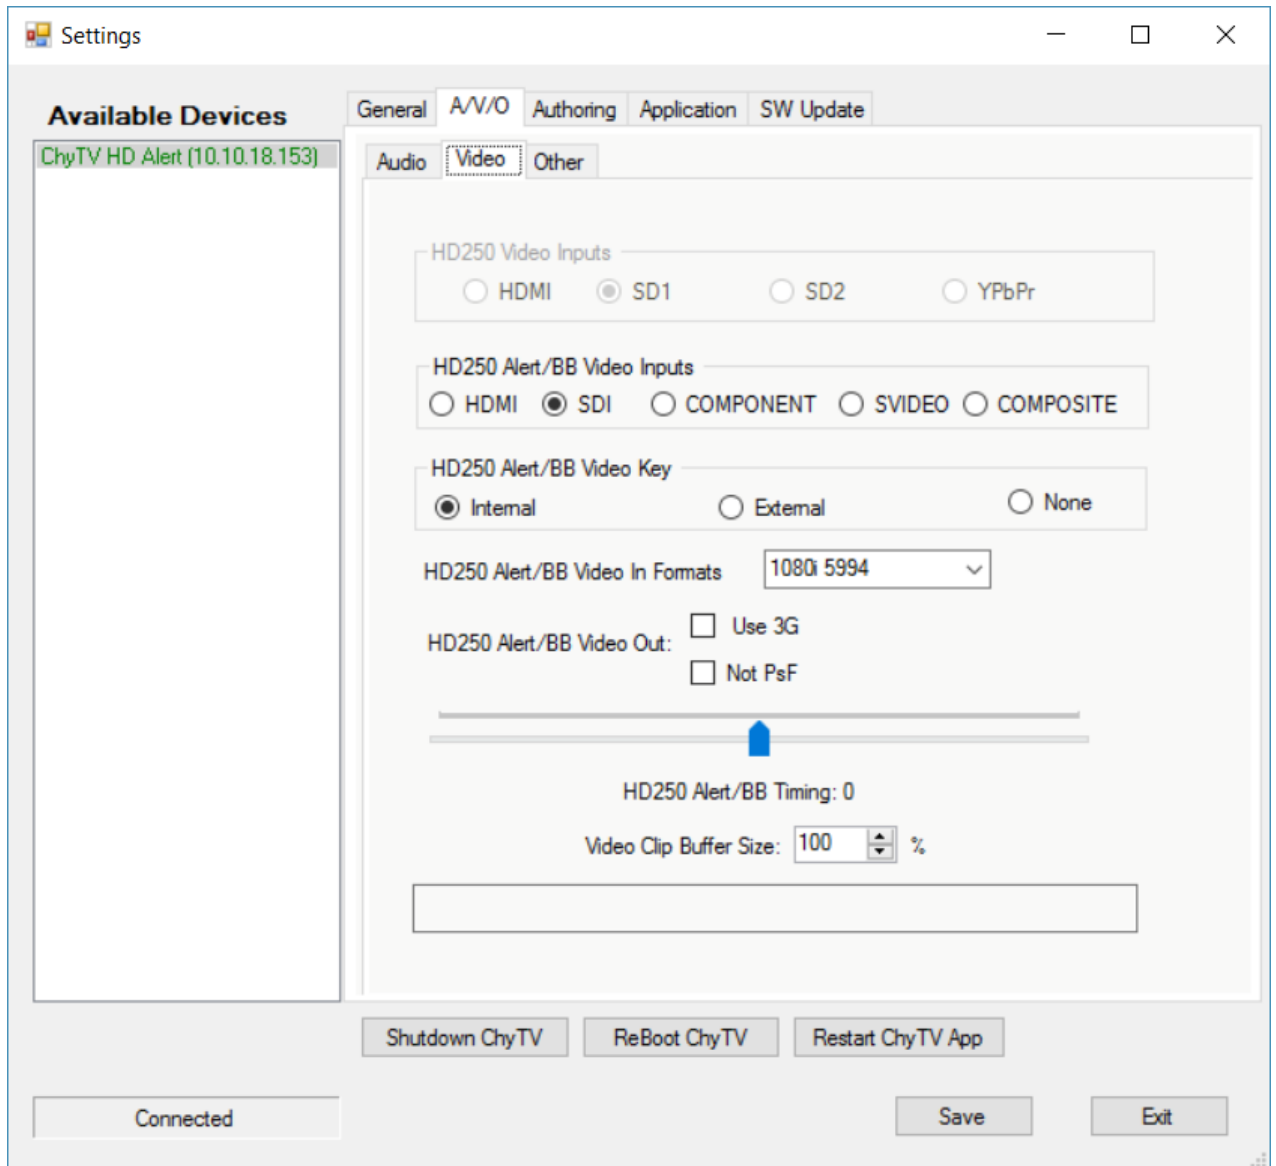 Settings
Available Devices
General A/V/O Authoring Application SW Update
ChyTV HD Alert (10.10.18.153)
Audio Video Other
HD250 Video Inputs
HDMI SD1 SD2 YPbPr
HD250 Alert/BB Video Inputs
HDMI SDI COMPONENT SVIDEO COMPOSITE
HD250 Alert/BB Video Key
Internal External None
HD250 Alert/BB Video In Formats 1080i 5994
HD250 Alert/BB Video Out:
Use 3G
Not PsF
HD250 Alert/BB Timing: 0
Video Clip Buffer Size: 100 %
Shutdown ChyTV ReBoot ChyTV Restart ChyTV App
Connected Save Exit